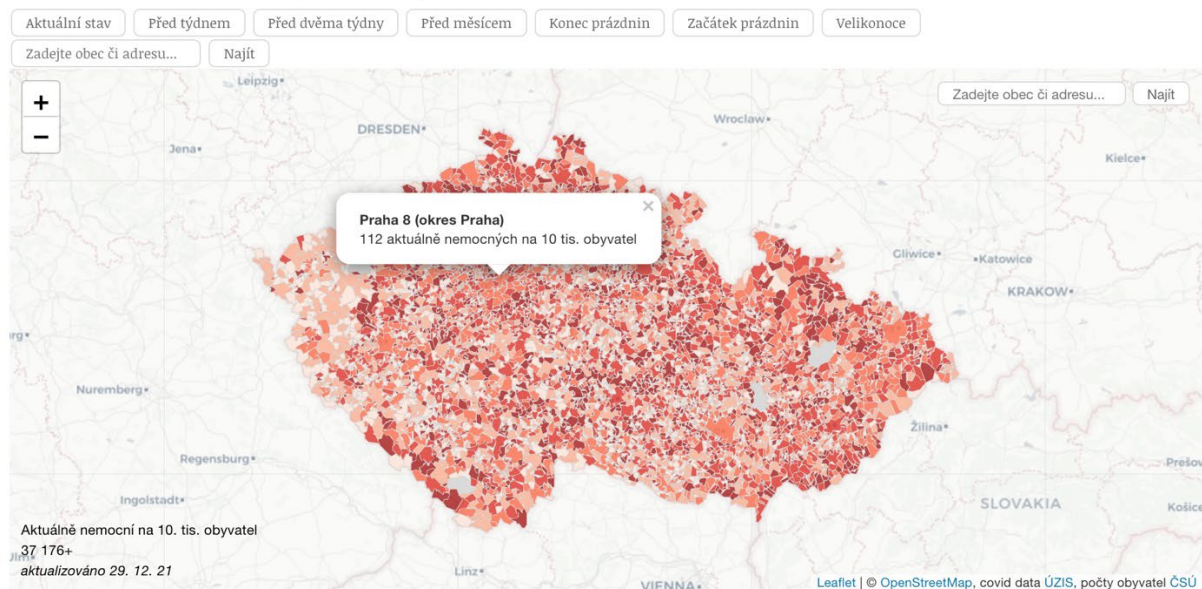 Aktuální stav Před týdnem Před dvěma týdny Před měsícem Konec prázdnin Začátek prázdnin Velikonoce
Zadejte obec či adresu... Najít
+
−
Zadejte obec či adresu... Najít
Leipzig
Wroclaw
DRESDEN
Jena
Kielce
Praha 8 (okres Praha) ×
112 aktuálně nemocných na 10 tis. obyvatel
Gliwice Katowice
KRAKOW
rg
Nuremberg
Žilina
Regensburg
Prešo
Ingolstadt
SLOVAKIA
Košice
Aktuálně nemocní na 10. tis. obyvatel
37 176+
Ulm
aktualizováno 29. 12. 21
Linz
VIENNA
Leaflet | © OpenStreetMap, covid data ÚZIS, počty obyvatel ČSÚ